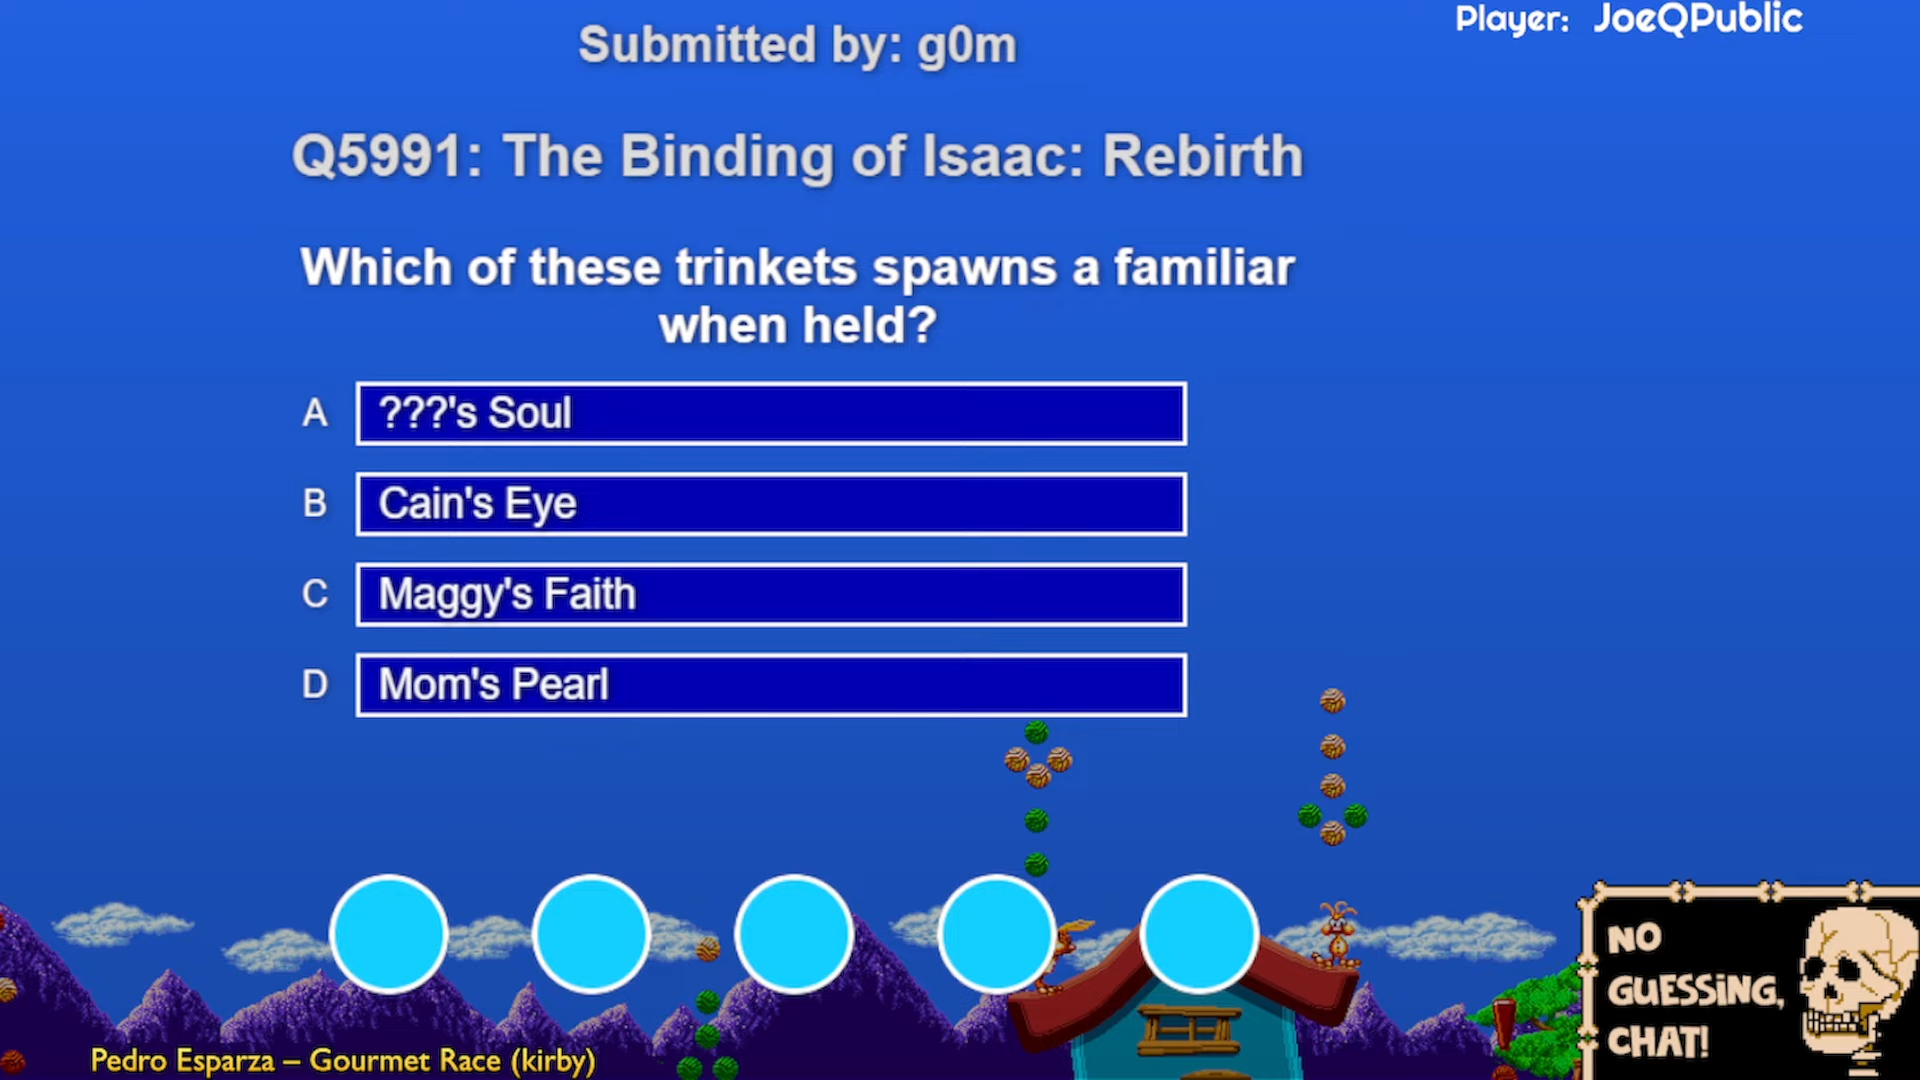 Player: JoeQPublic
Submitted by: g0m
Q5991: The Binding of Isaac: Rebirth
Which of these trinkets spawns a familiar
when held?
A ???'s Soul
B Cain's Eye
C Maggy's Faith
D Mom's Pearl
NO
GUESSING,
CHAT!
Pedro Esparza – Gourmet Race (kirby)